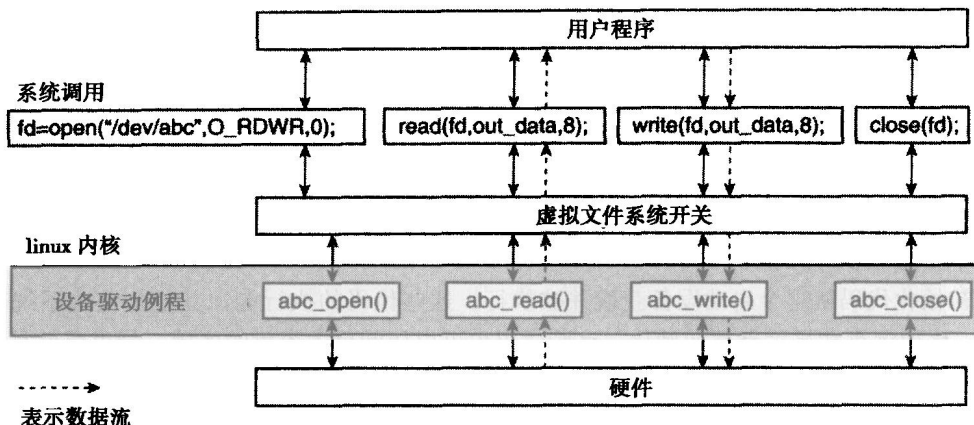 用户程序
系统调用
fd=open("/dev/abc",O_RDWR,0);
read(fd,out_data,8);
write(fd,out_data,8);
close(fd);
虚拟文件系统开关
linux 内核
设备驱动例程
abc_open()
abc_read()
abc_write()
abc_close()
硬件
表示数据流